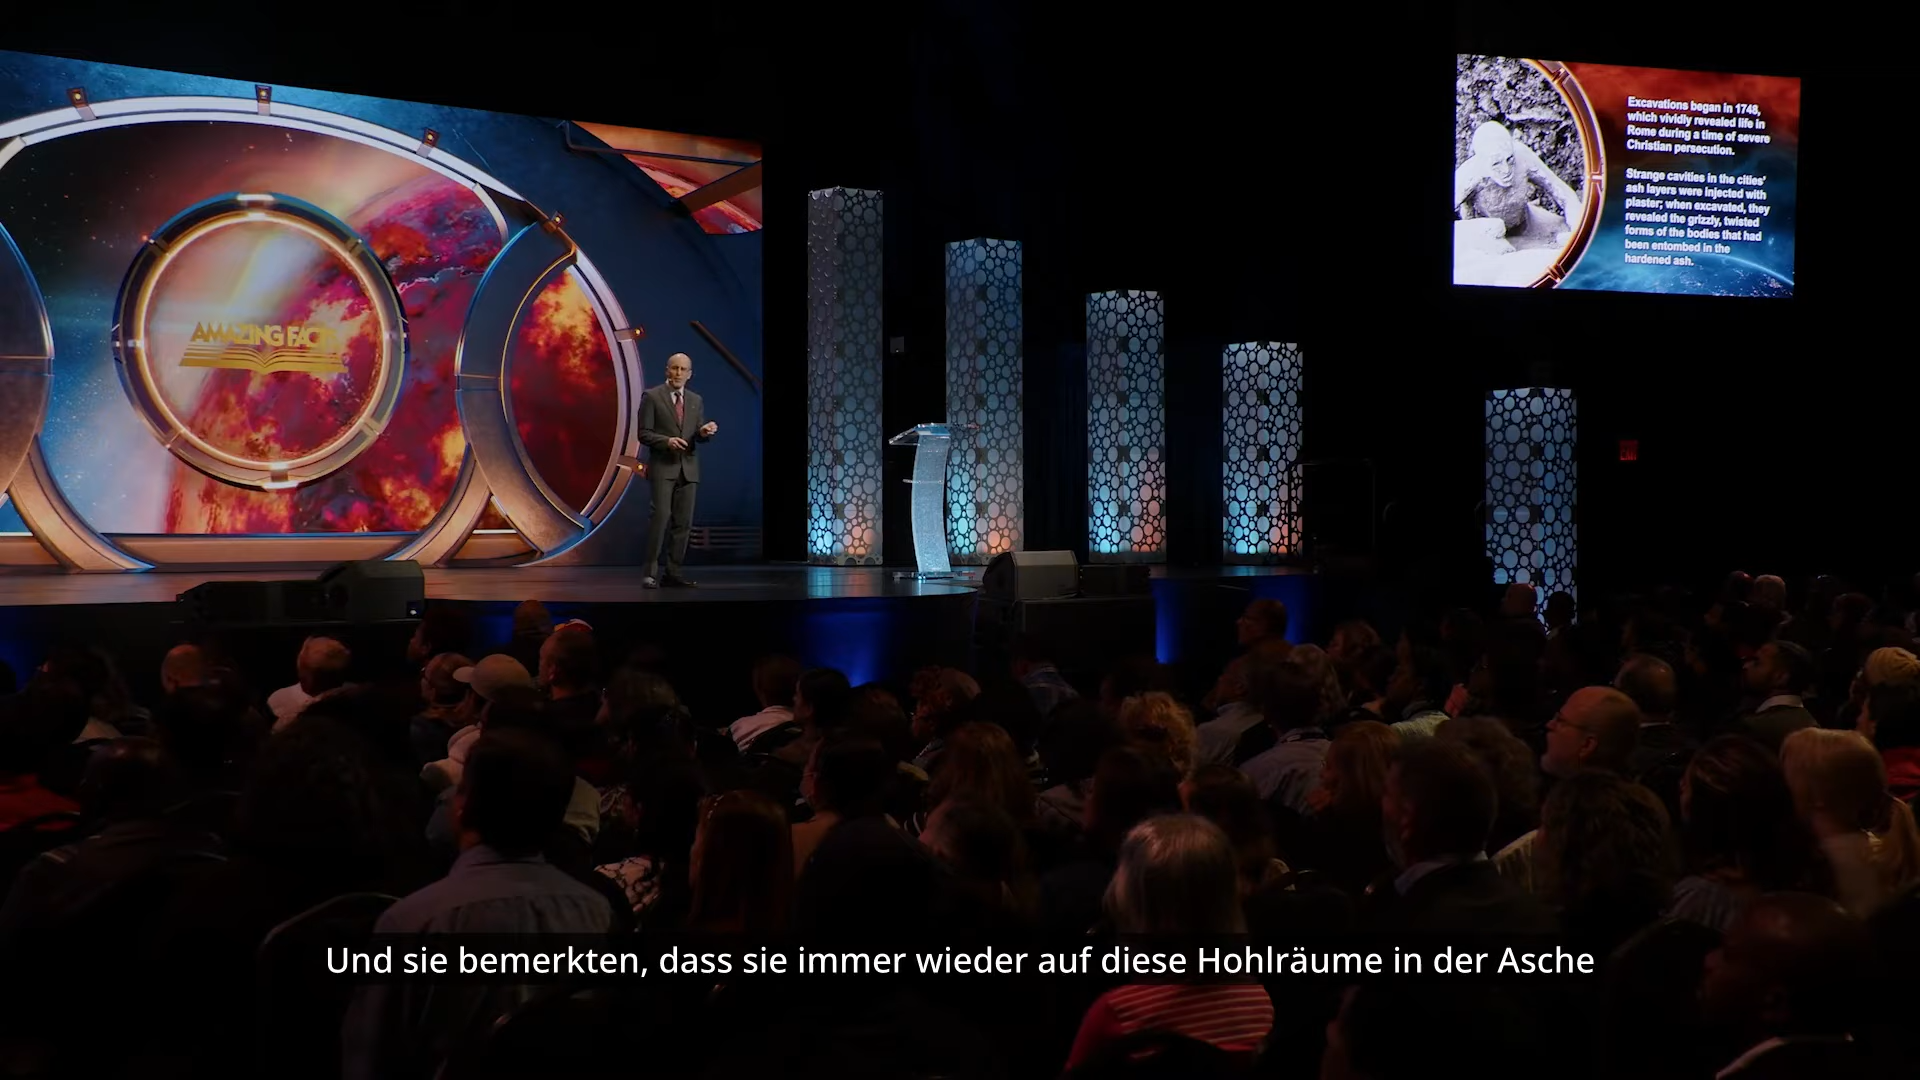 AMAZING FACTS
Excavations began in 1748,
which vividly revealed life in
Rome during a time of severe
Christian persecution.
Strange cavities in the cities'
ash layers were injected with
plaster; when excavated, they
revealed the grizzly, twisted
forms of the bodies that had
been entombed in the
hardened ash.
EXIT
Und sie bemerkten, dass sie immer wieder auf diese Hohlräume in der Asche